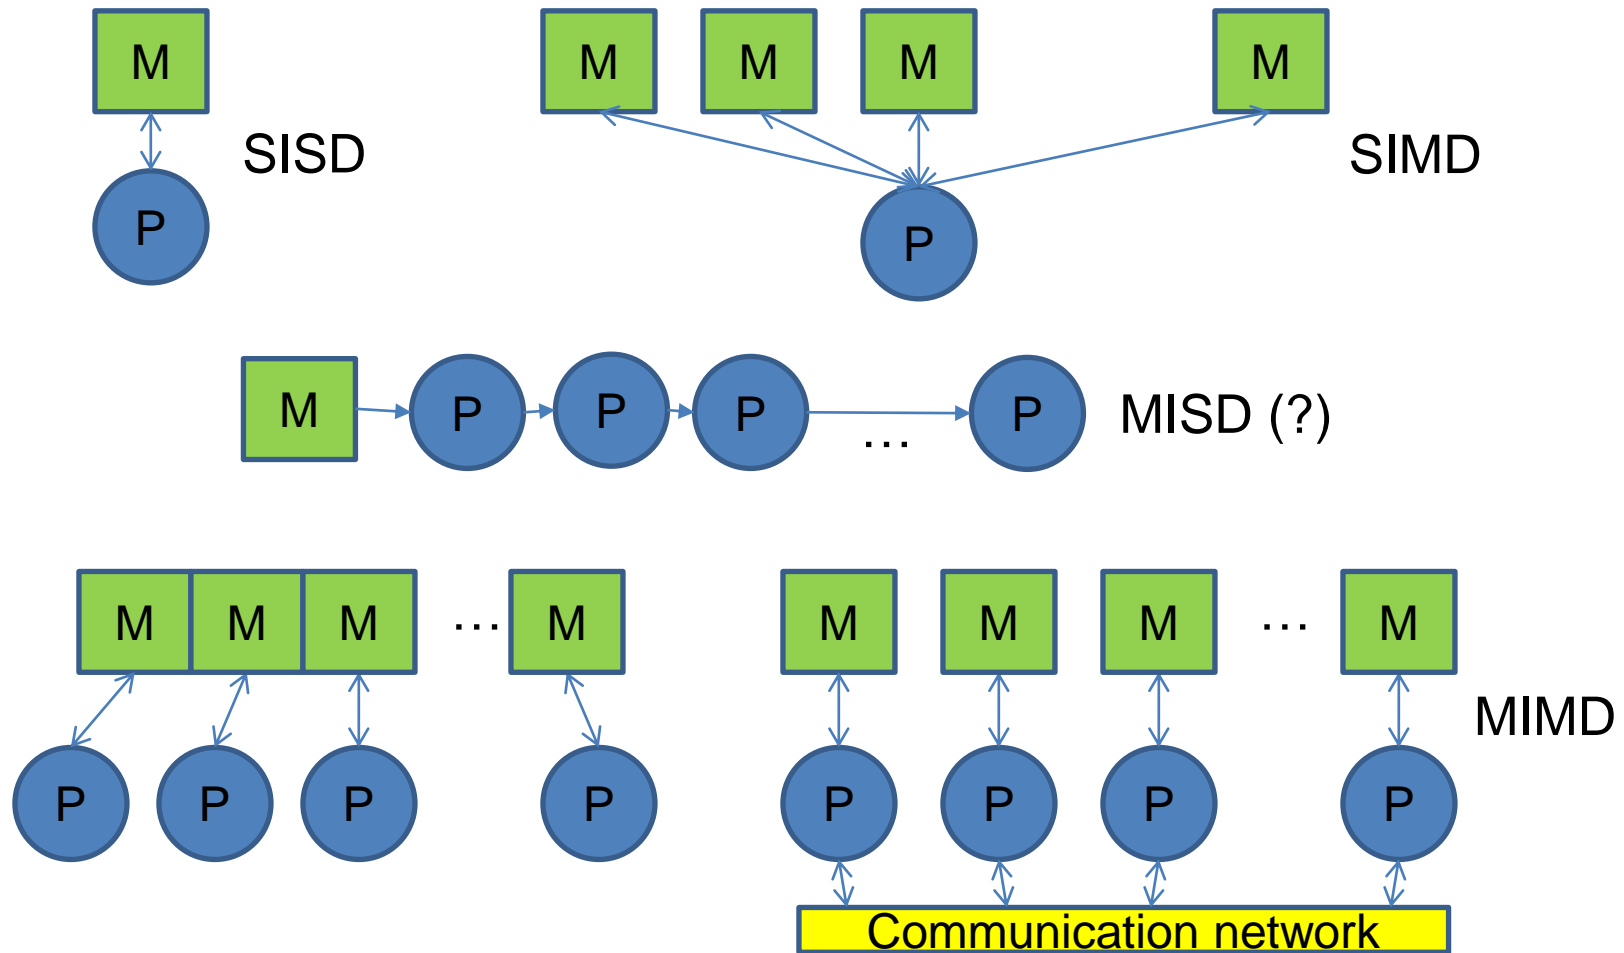 M
M M M M
SISD
SIMD
P
P
M P P P … P MISD (?)
M M M … M
M M M … M
MIMD
P P P P
P P P P
Communication network